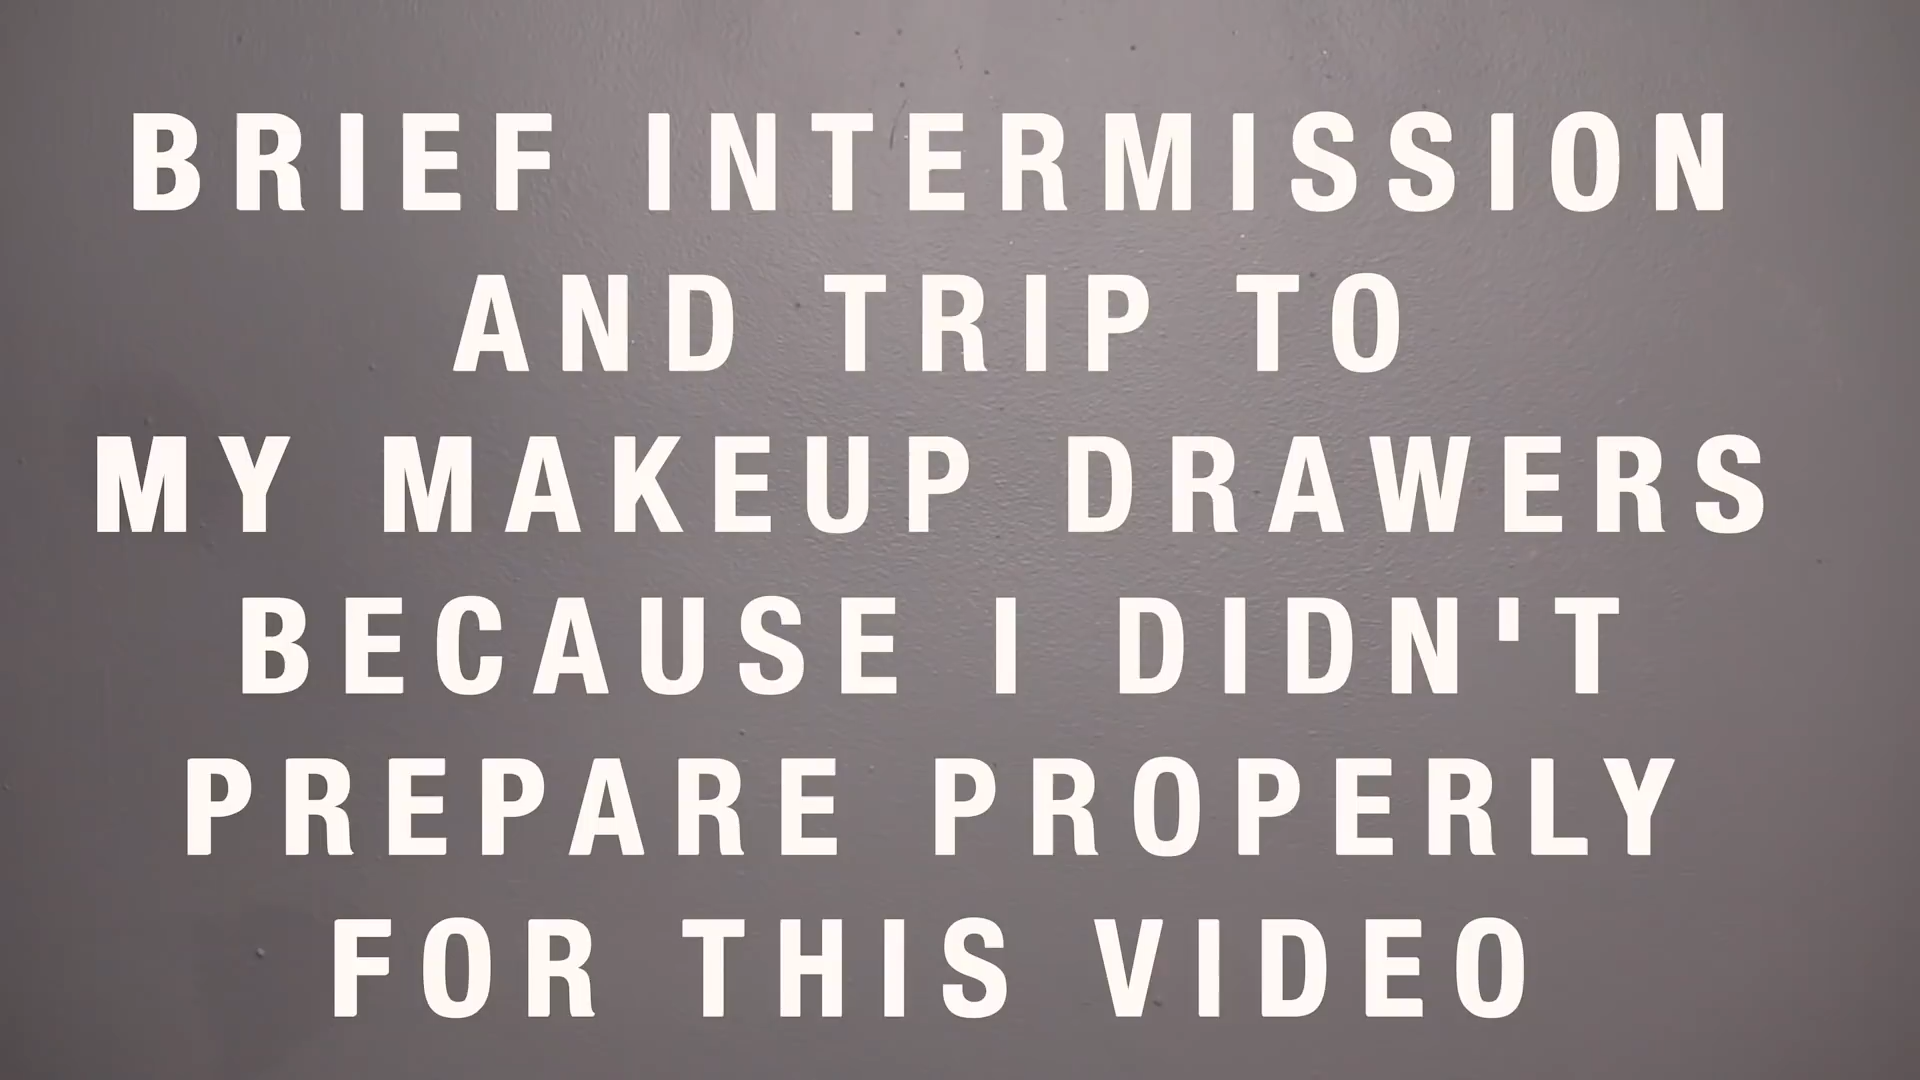 BRIEF INTERMISSION
AND TRIP TO
MY MAKEUP DRAWERS
BECAUSE I DIDN'T
PREPARE PROPERLY
FOR THIS VIDEO